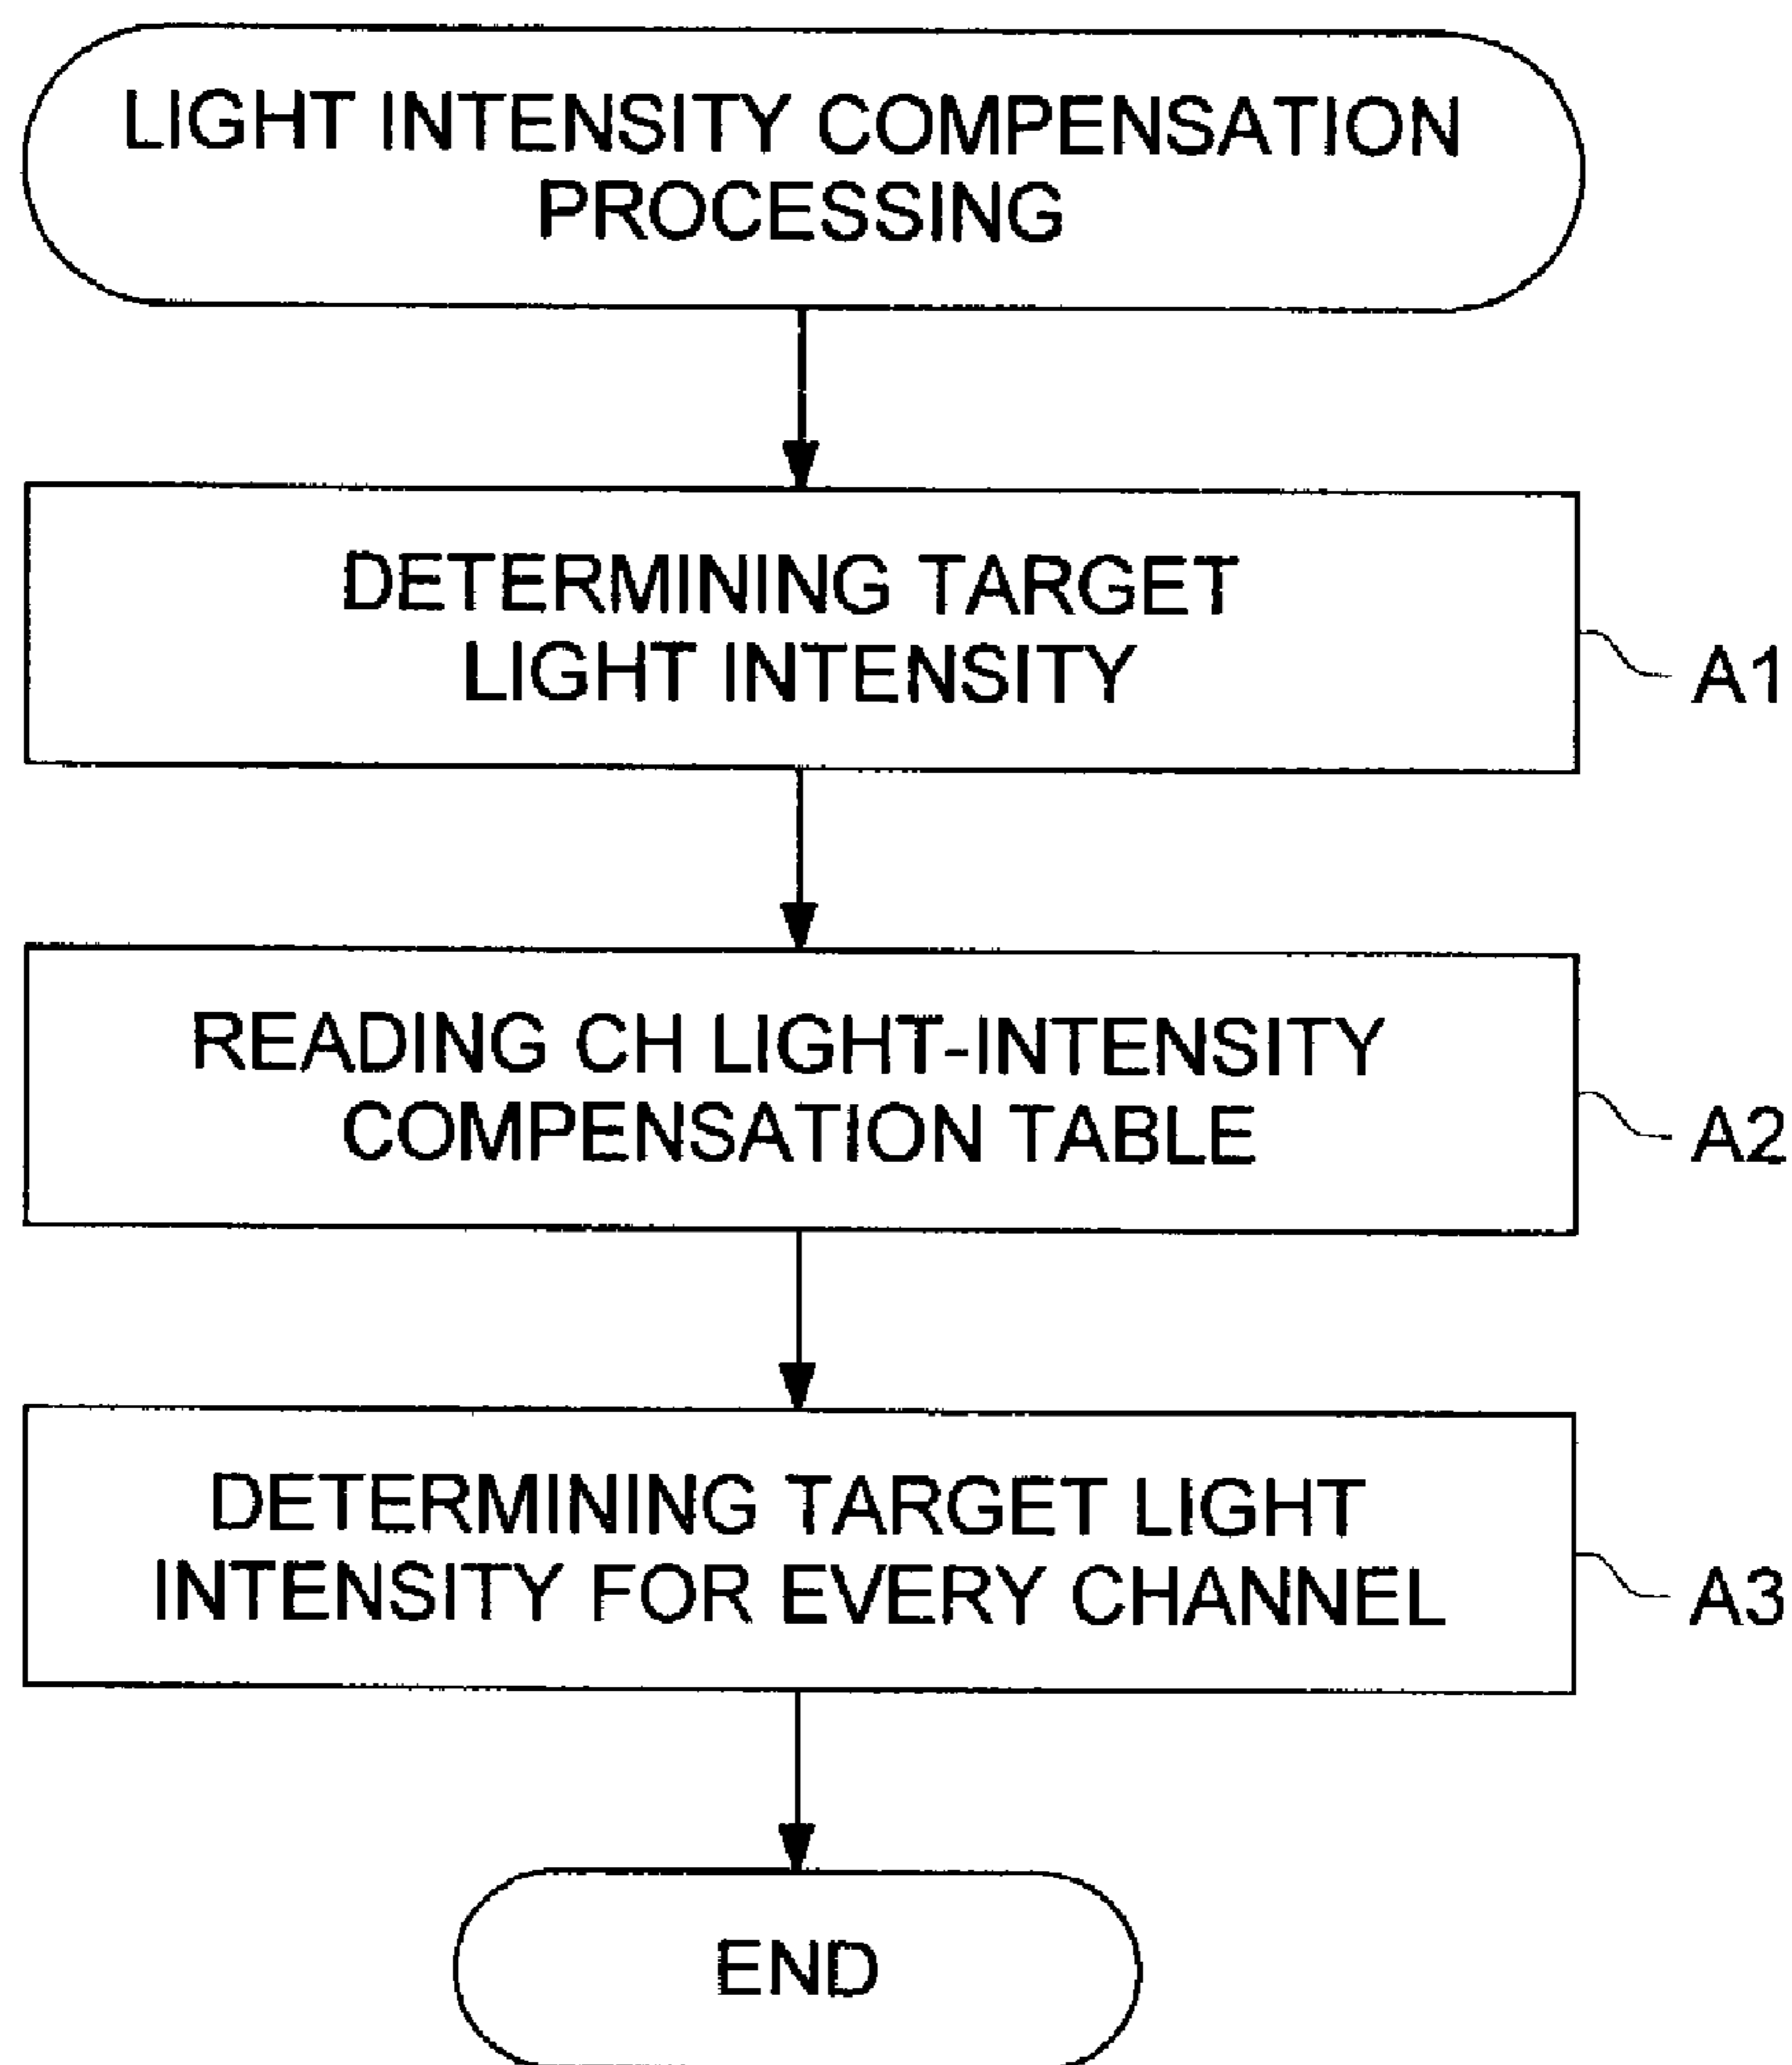 LIGHT INTENSITY COMPENSATION
PROCESSING
DETERMINING TARGET
LIGHT INTENSITY
A1
READING CH LIGHT-INTENSITY
COMPENSATION TABLE
A2
DETERMINING TARGET LIGHT
INTENSITY FOR EVERY CHANNEL
A3
END